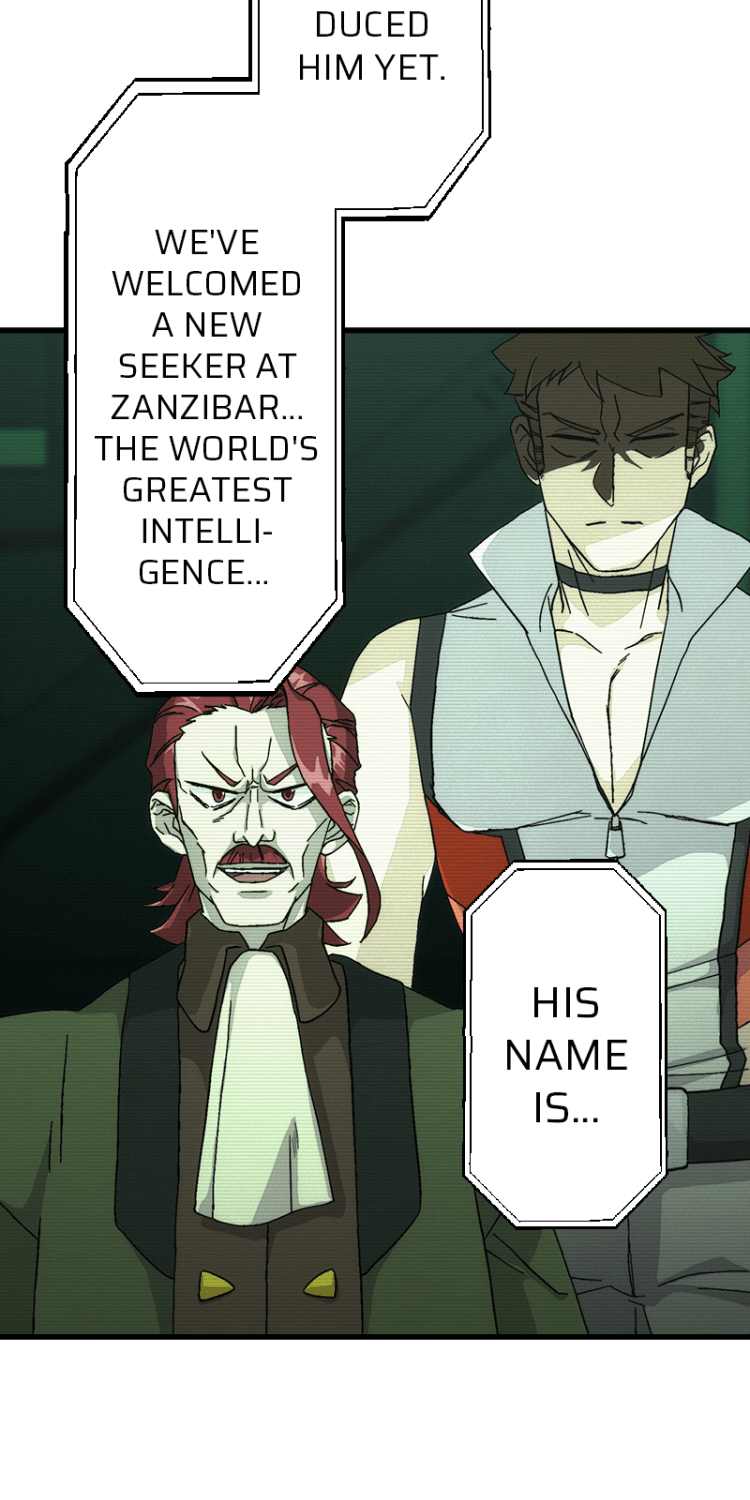 DUCED
HIM YET.
WE'VE
WELCOMED
A NEW
SEEKER AT
ZANZIBAR...
THE WORLD'S
GREATEST
INTELLI-
GENCE...
HIS
NAME
IS...